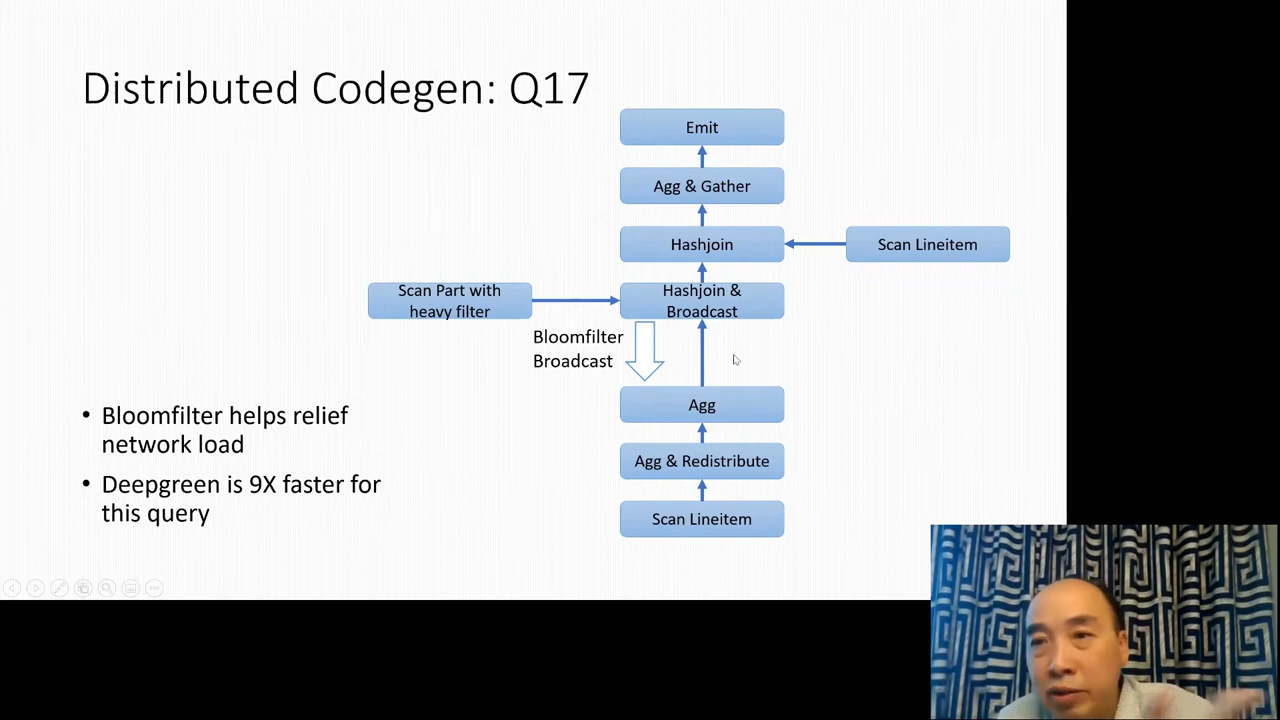 Distributed Codegen: Q17
Emit
Agg & Gather
Hashjoin
Scan Lineitem
Scan Part with
heavy filter
Hashjoin &
Broadcast
Bloomfilter
Broadcast
Agg
Agg & Redistribute
Scan Lineitem
• Bloomfilter helps relief
network load
• Deepgreen is 9X faster for
this query